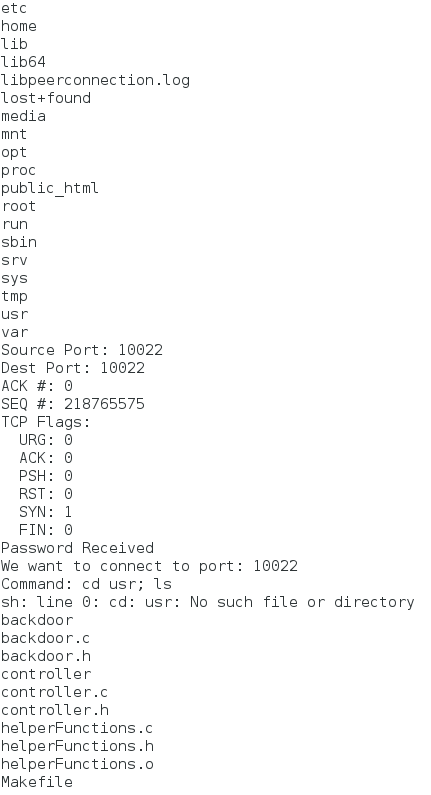 etc
home
lib
lib64
libpeerconnection.log
lost+found
media
mnt
opt
proc
public_html
root
run
sbin
srv
sys
tmp
usr
var
Source Port: 10022
Dest Port: 10022
ACK #: 0
SEQ #: 218765575
TCP Flags:
  URG: 0
  ACK: 0
  PSH: 0
  RST: 0
  SYN: 1
  FIN: 0
Password Received
We want to connect to port: 10022
Command: cd usr; ls
sh: line 0: cd: usr: No such file or directory
backdoor
backdoor.c
backdoor.h
controller
controller.c
controller.h
helperFunctions.c
helperFunctions.h
helperFunctions.o
Makefile